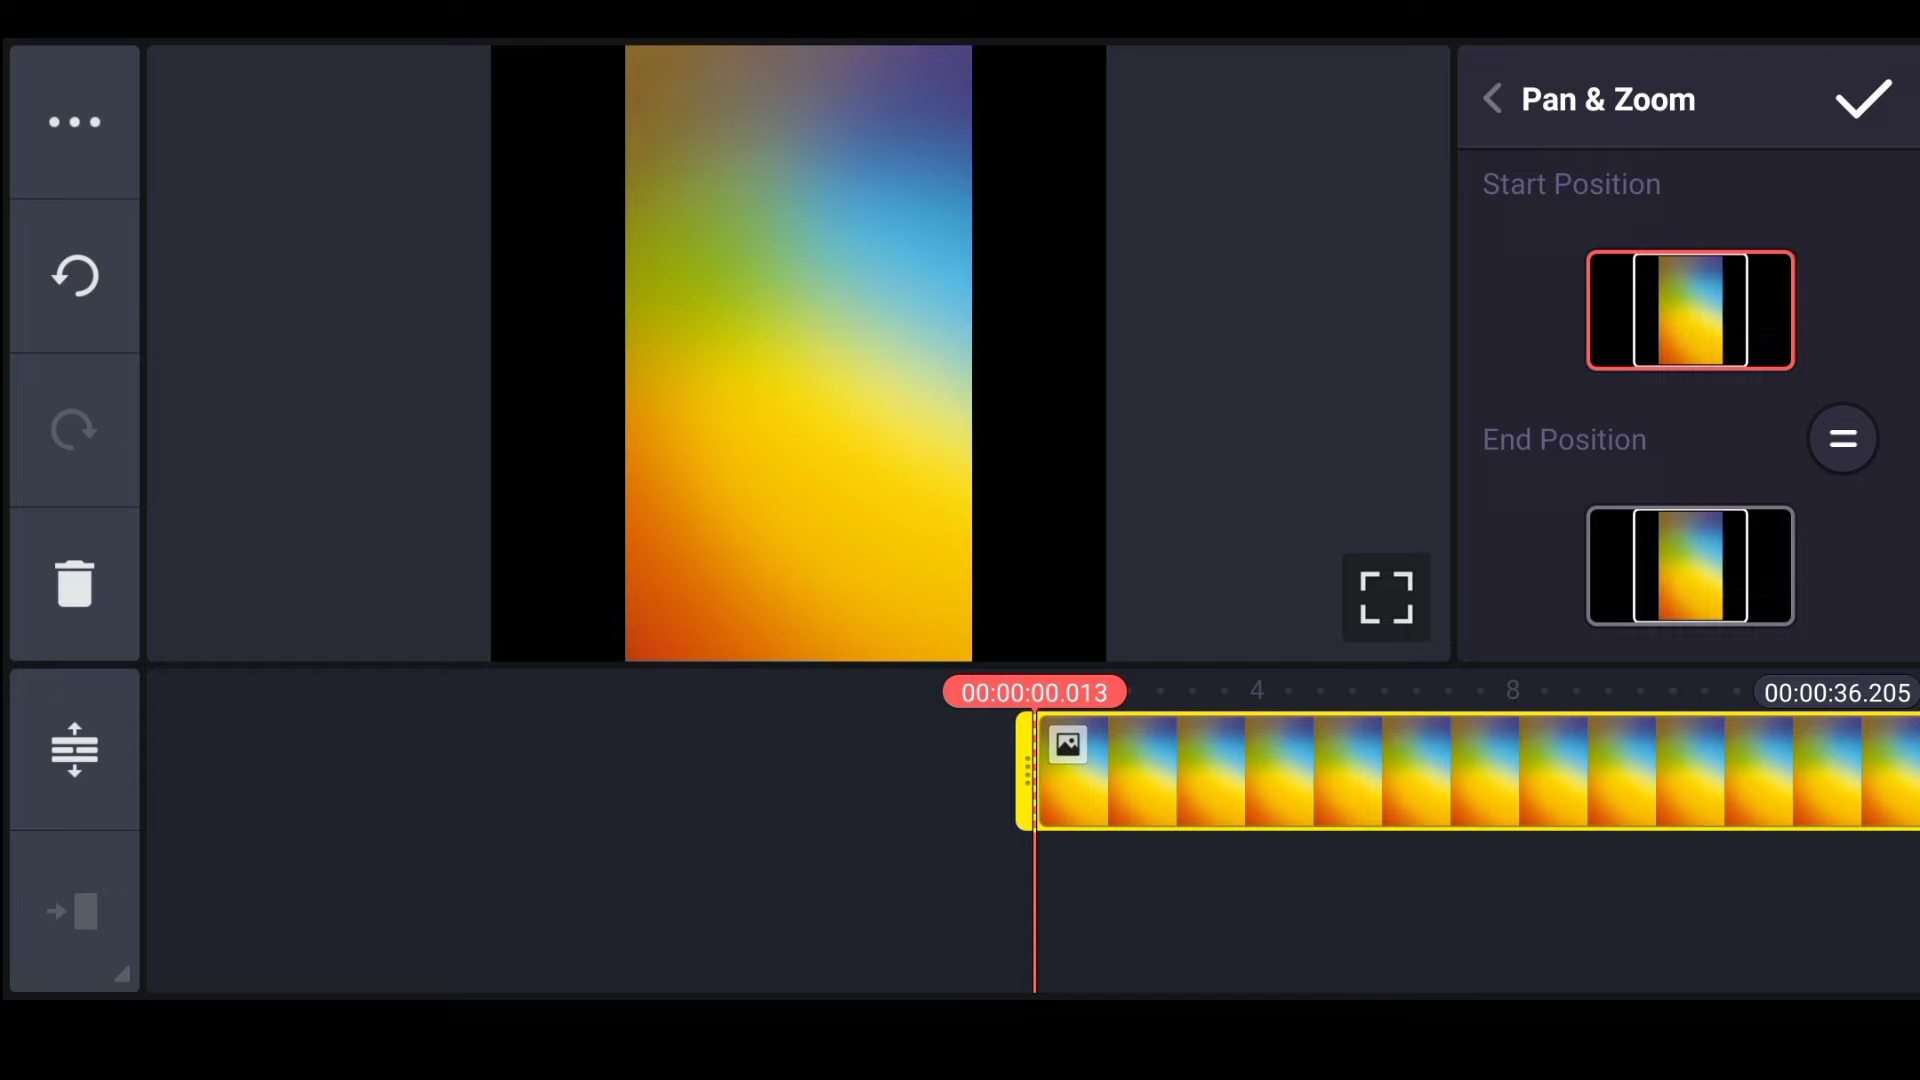 Pan & Zoom
Start Position
End Position
00:00:00.013
4
8
00:00:36.205